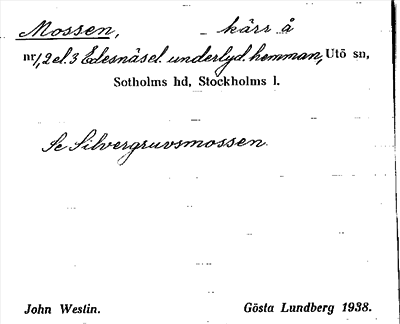 Mossen, kärr å
nr 1, 2 el. 3 Edesnäs el. underlyd. hemman, Utö sn,
Sotholms hd, Stockholms l.
Se Silvergruvsmossen.
John Westin. Gösta Lundberg 1938.